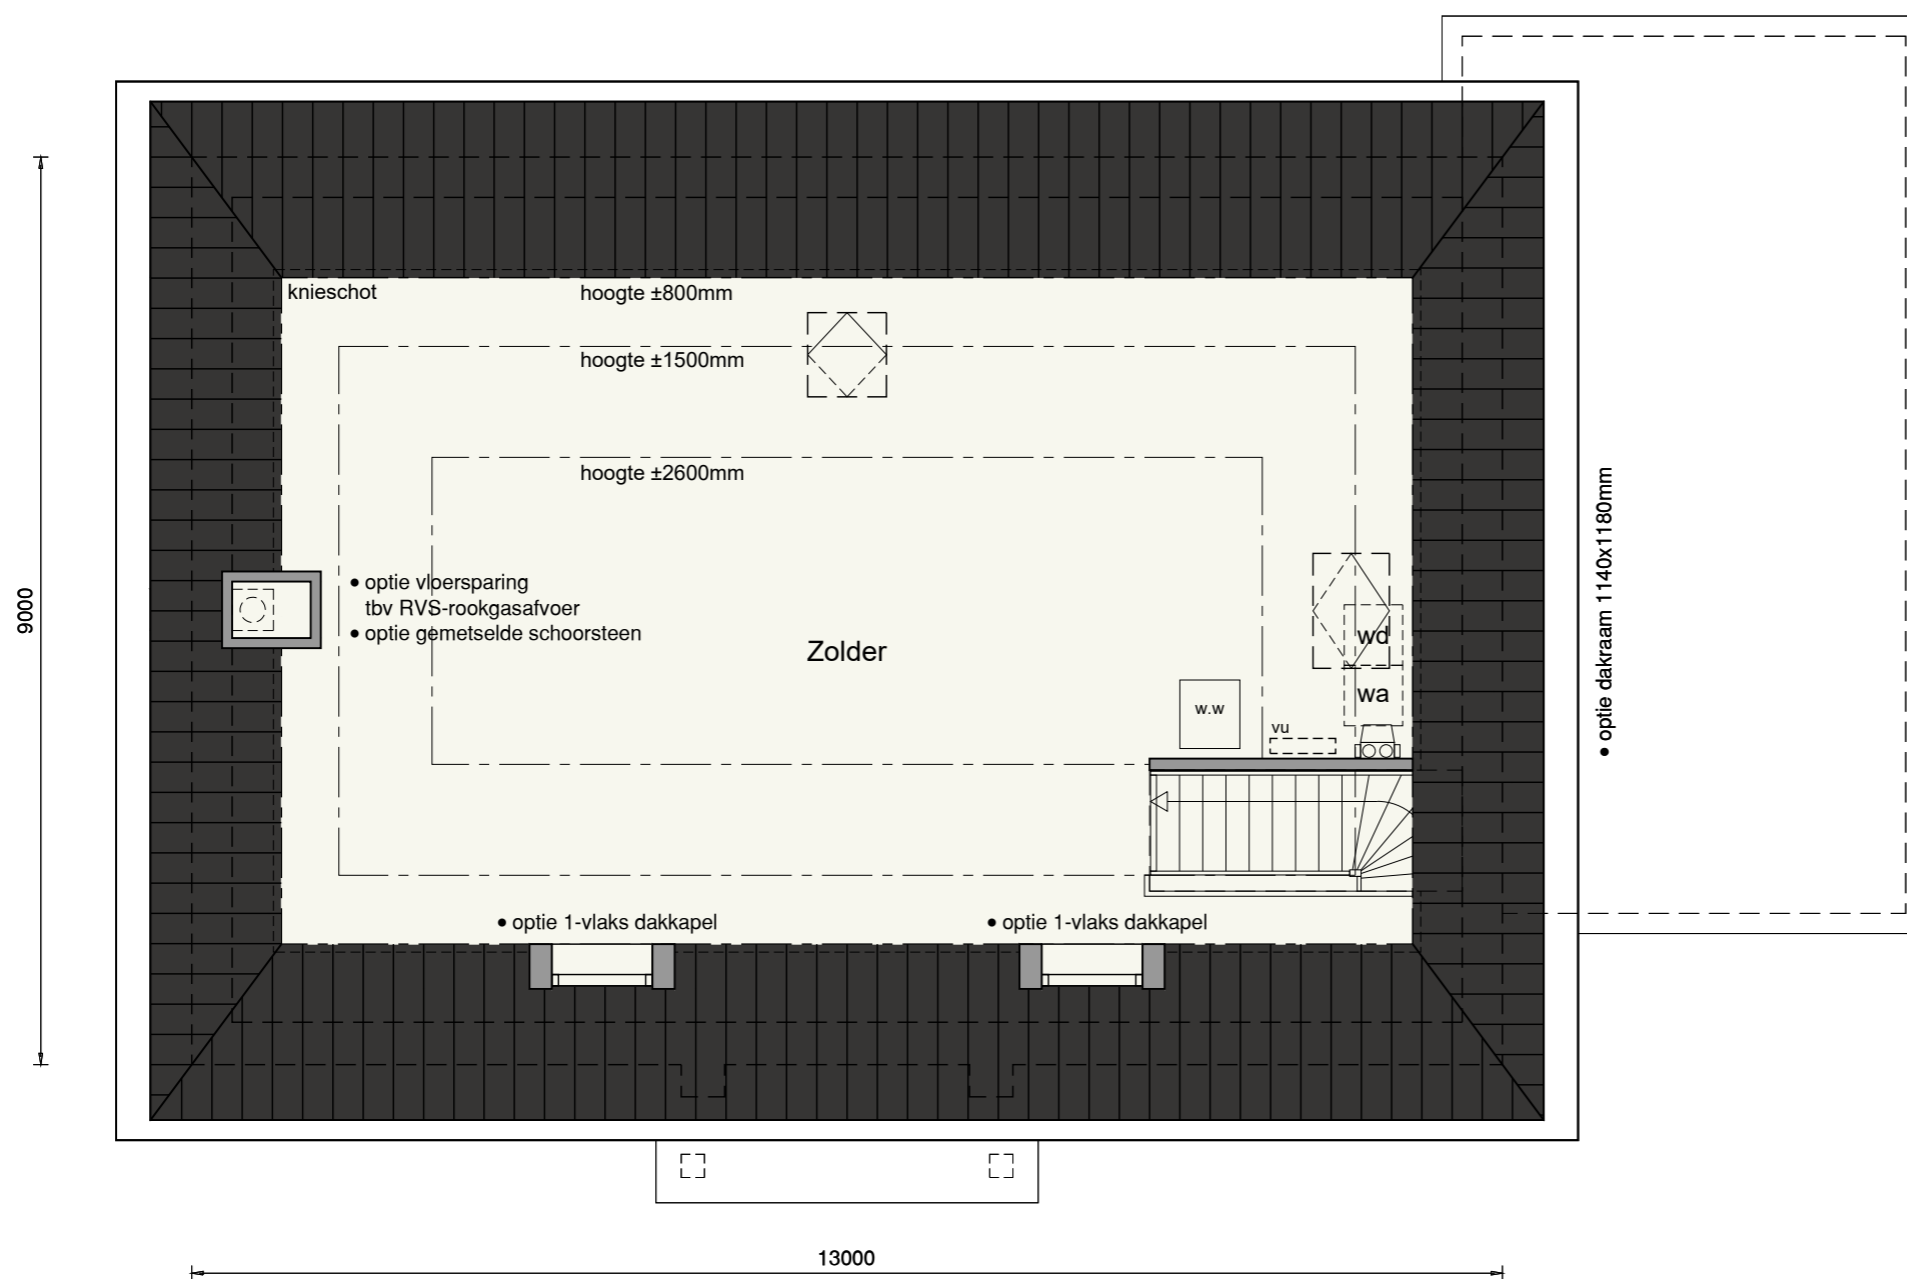 knieschot
hoogte ±800mm
hoogte ±1500mm
hoogte ±2600mm
• optie vloersparing
tbv RVS-rookgasafvoer
• optie gemetselde schoorsteen
Zolder
wd
wa
w.w
vu
• optie 1-vlaks dakkapel
• optie 1-vlaks dakkapel
• optie dakraam 1140x1180mm
9000
13000